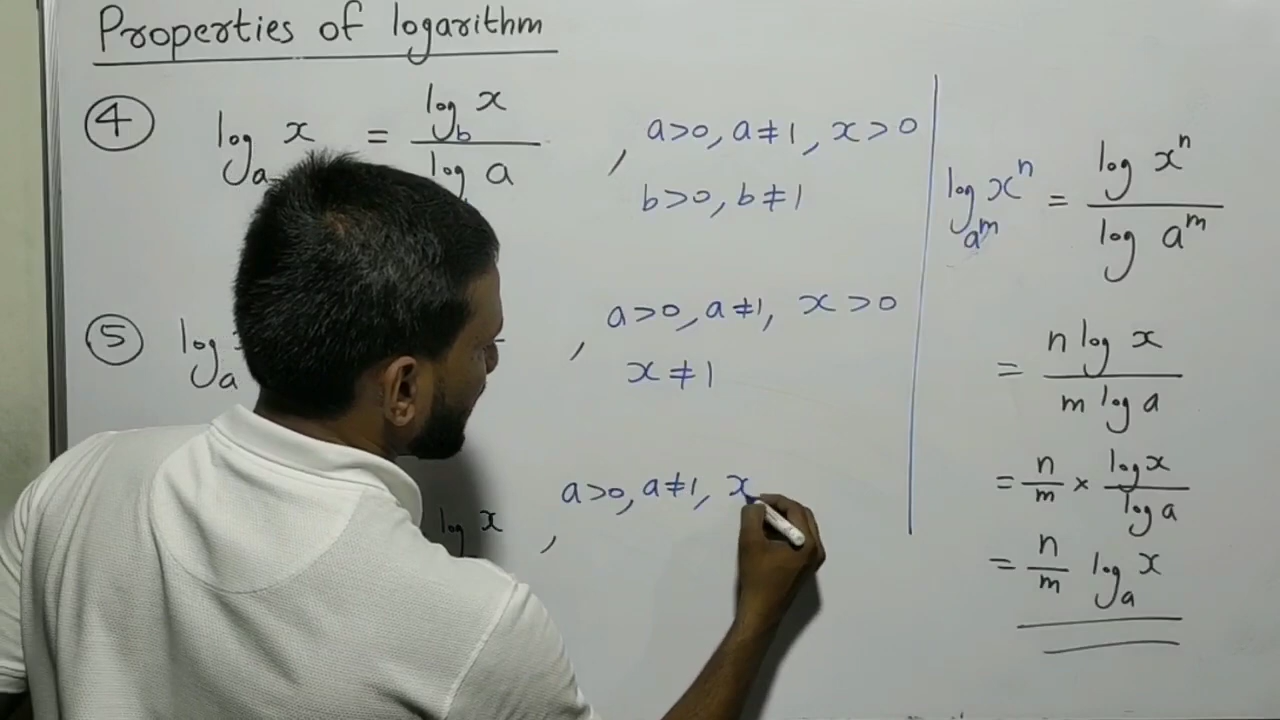 Properties of logarithm
④ log_a x = log_b x / log a , a>0, a≠1, x>0
b>0, b≠1
⑤ log_a , a>0, a≠1, x>0
x≠1
log x , a>0, a≠1, x
log_{a^m} x^n = log x^n / log a^m
= n log x / m log a
= n/m × log x / log a
= n/m log_a x